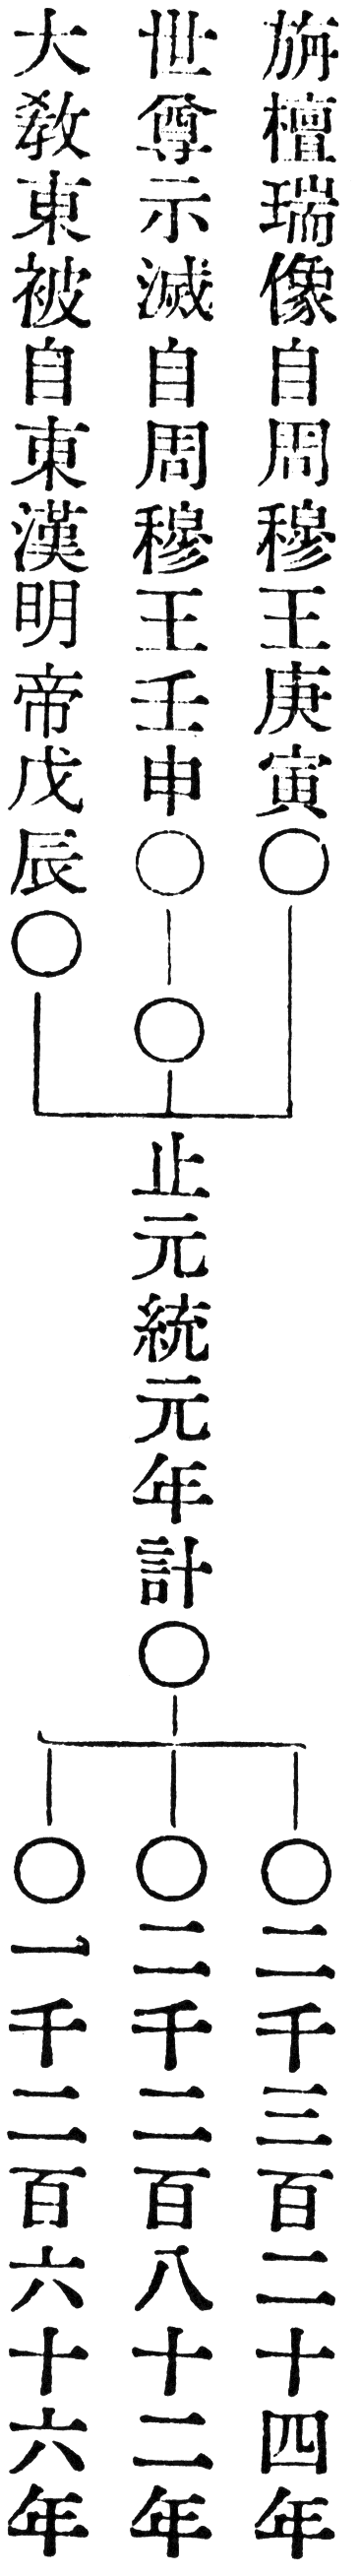 旃檀瑞像自周穆王庚寅○
世尊示滅自周穆王壬申○
大教東被自東漢明帝戊辰○
止元統元年計○
○二千三百二十四年
○二千二百八十二年
○一千二百六十六年